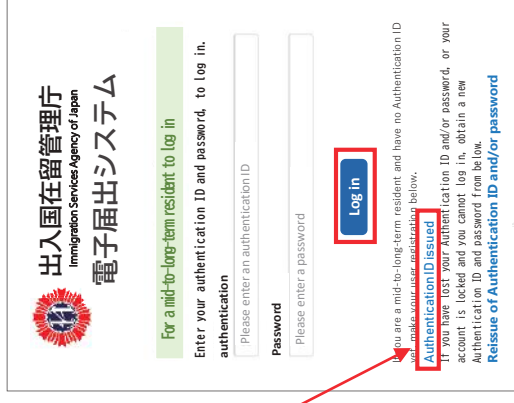 出入国在留管理庁
Immigration Services Agency of Japan
電子届出システム
For a mid-to-long-term resident to log in
Enter your authentication ID and password, to log in.
authentication
Please enter an authentication ID
Password
Please enter a password
Log in
If you are a mid-to-long-term resident and have no Authentication ID
yet, make your user registration below.
Authentication ID issued
If you have lost your Authentication ID and/or password, or your
account is locked and you cannot log in, obtain a new
Authentication ID and password from below.
Reissue of Authentication ID and/or password